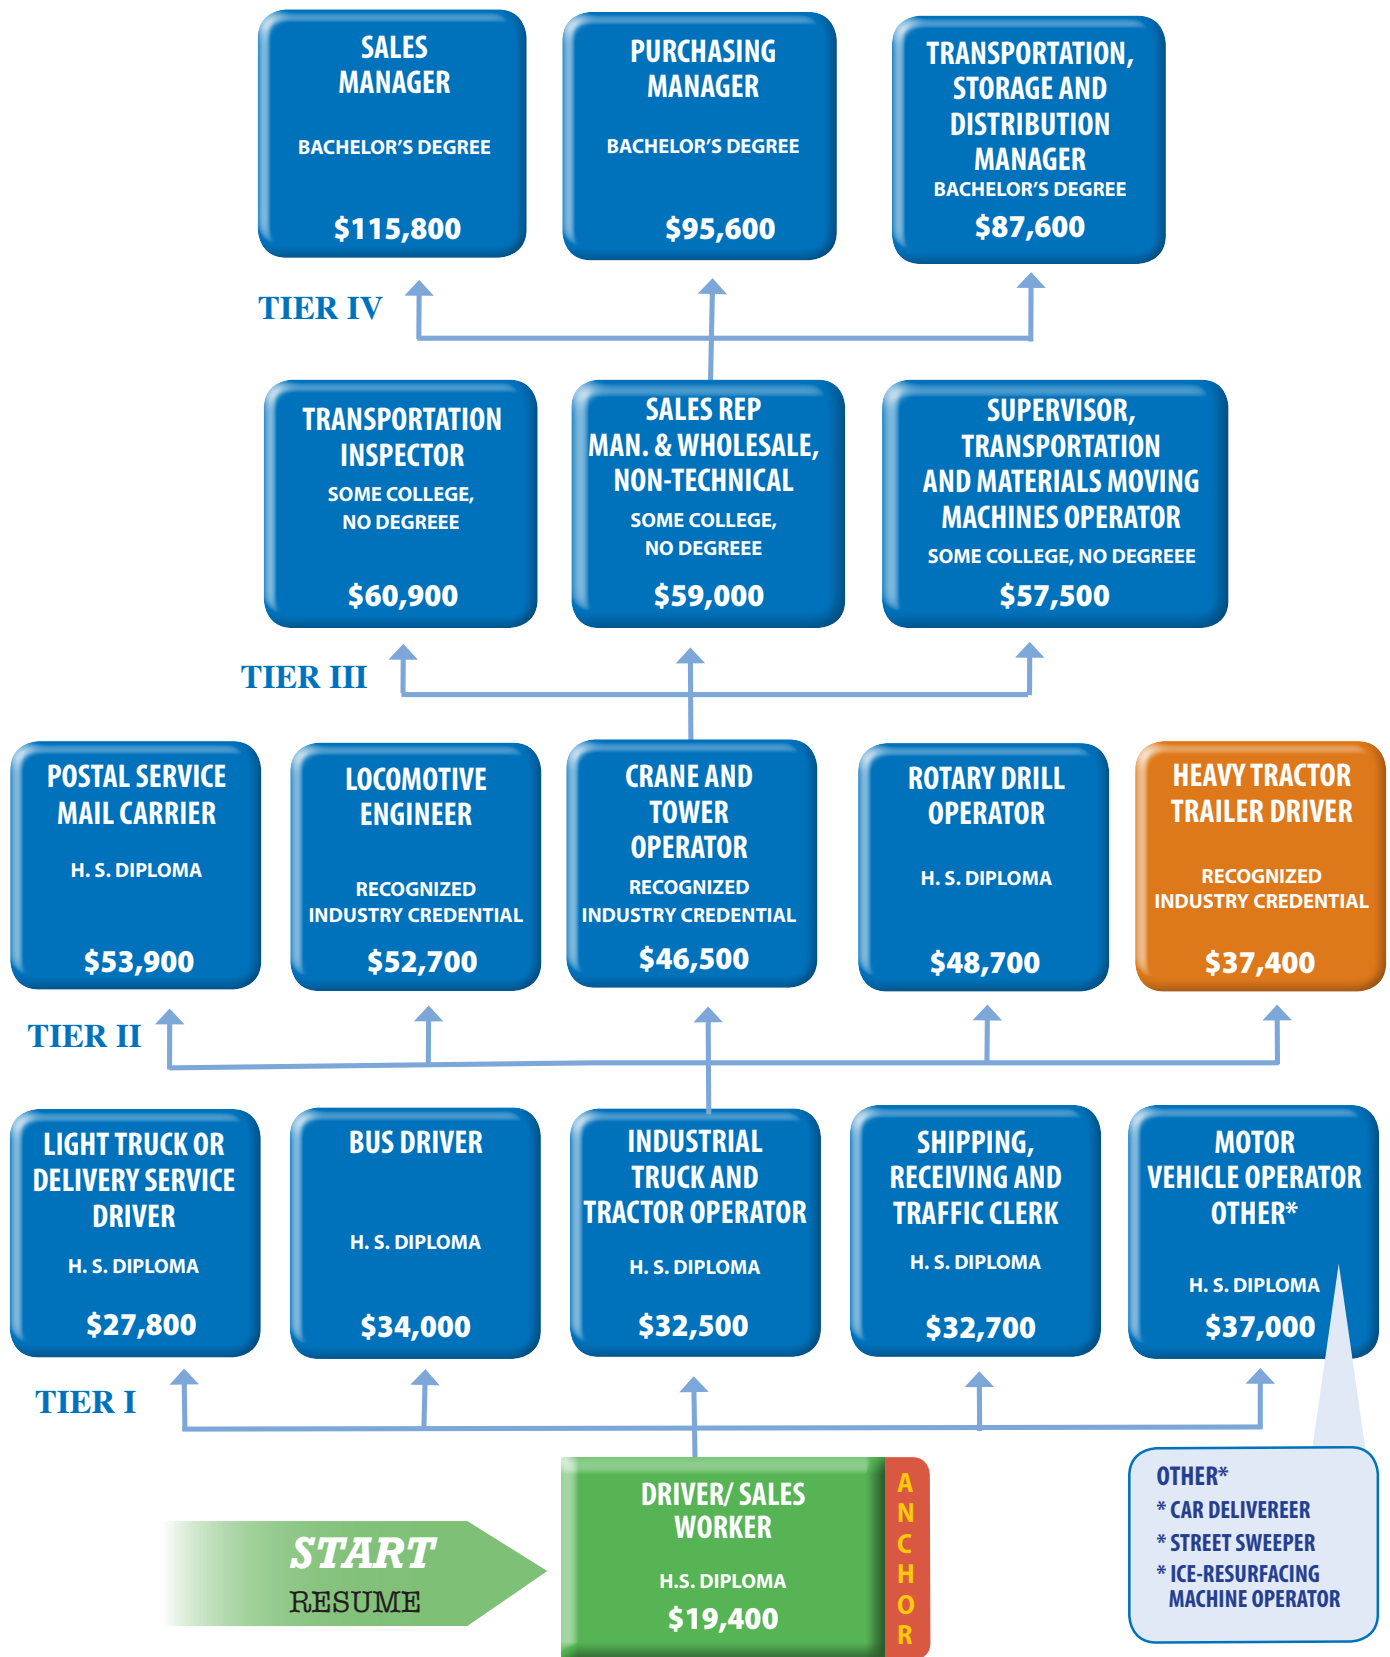 SALES
MANAGER
BACHELOR'S DEGREE
$115,800
PURCHASING
MANAGER
BACHELOR'S DEGREE
$95,600
TRANSPORTATION,
STORAGE AND
DISTRIBUTION
MANAGER
BACHELOR'S DEGREE
$87,600
TIER IV
TRANSPORTATION
INSPECTOR
SOME COLLEGE,
NO DEGREEE
$60,900
SALES REP
MAN. & WHOLESALE,
NON-TECHNICAL
SOME COLLEGE,
NO DEGREEE
$59,000
SUPERVISOR,
TRANSPORTATION
AND MATERIALS MOVING
MACHINES OPERATOR
SOME COLLEGE, NO DEGREEE
$57,500
TIER III
POSTAL SERVICE
MAIL CARRIER
H. S. DIPLOMA
$53,900
LOCOMOTIVE
ENGINEER
RECOGNIZED
INDUSTRY CREDENTIAL
$52,700
CRANE AND
TOWER
OPERATOR
RECOGNIZED
INDUSTRY CREDENTIAL
$46,500
ROTARY DRILL
OPERATOR
H. S. DIPLOMA
$48,700
HEAVY TRACTOR
TRAILER DRIVER
RECOGNIZED
INDUSTRY CREDENTIAL
$37,400
TIER II
LIGHT TRUCK OR
DELIVERY SERVICE
DRIVER
H. S. DIPLOMA
$27,800
BUS DRIVER
H. S. DIPLOMA
$34,000
INDUSTRIAL
TRUCK AND
TRACTOR OPERATOR
H. S. DIPLOMA
$32,500
SHIPPING,
RECEIVING AND
TRAFFIC CLERK
H. S. DIPLOMA
$32,700
MOTOR
VEHICLE OPERATOR
OTHER*
H. S. DIPLOMA
$37,000
TIER I
START
RESUME
DRIVER/ SALES
WORKER
H.S. DIPLOMA
$19,400
ANCHOR
OTHER*
* CAR DELIVEREER
* STREET SWEEPER
* ICE-RESURFACING
MACHINE OPERATOR